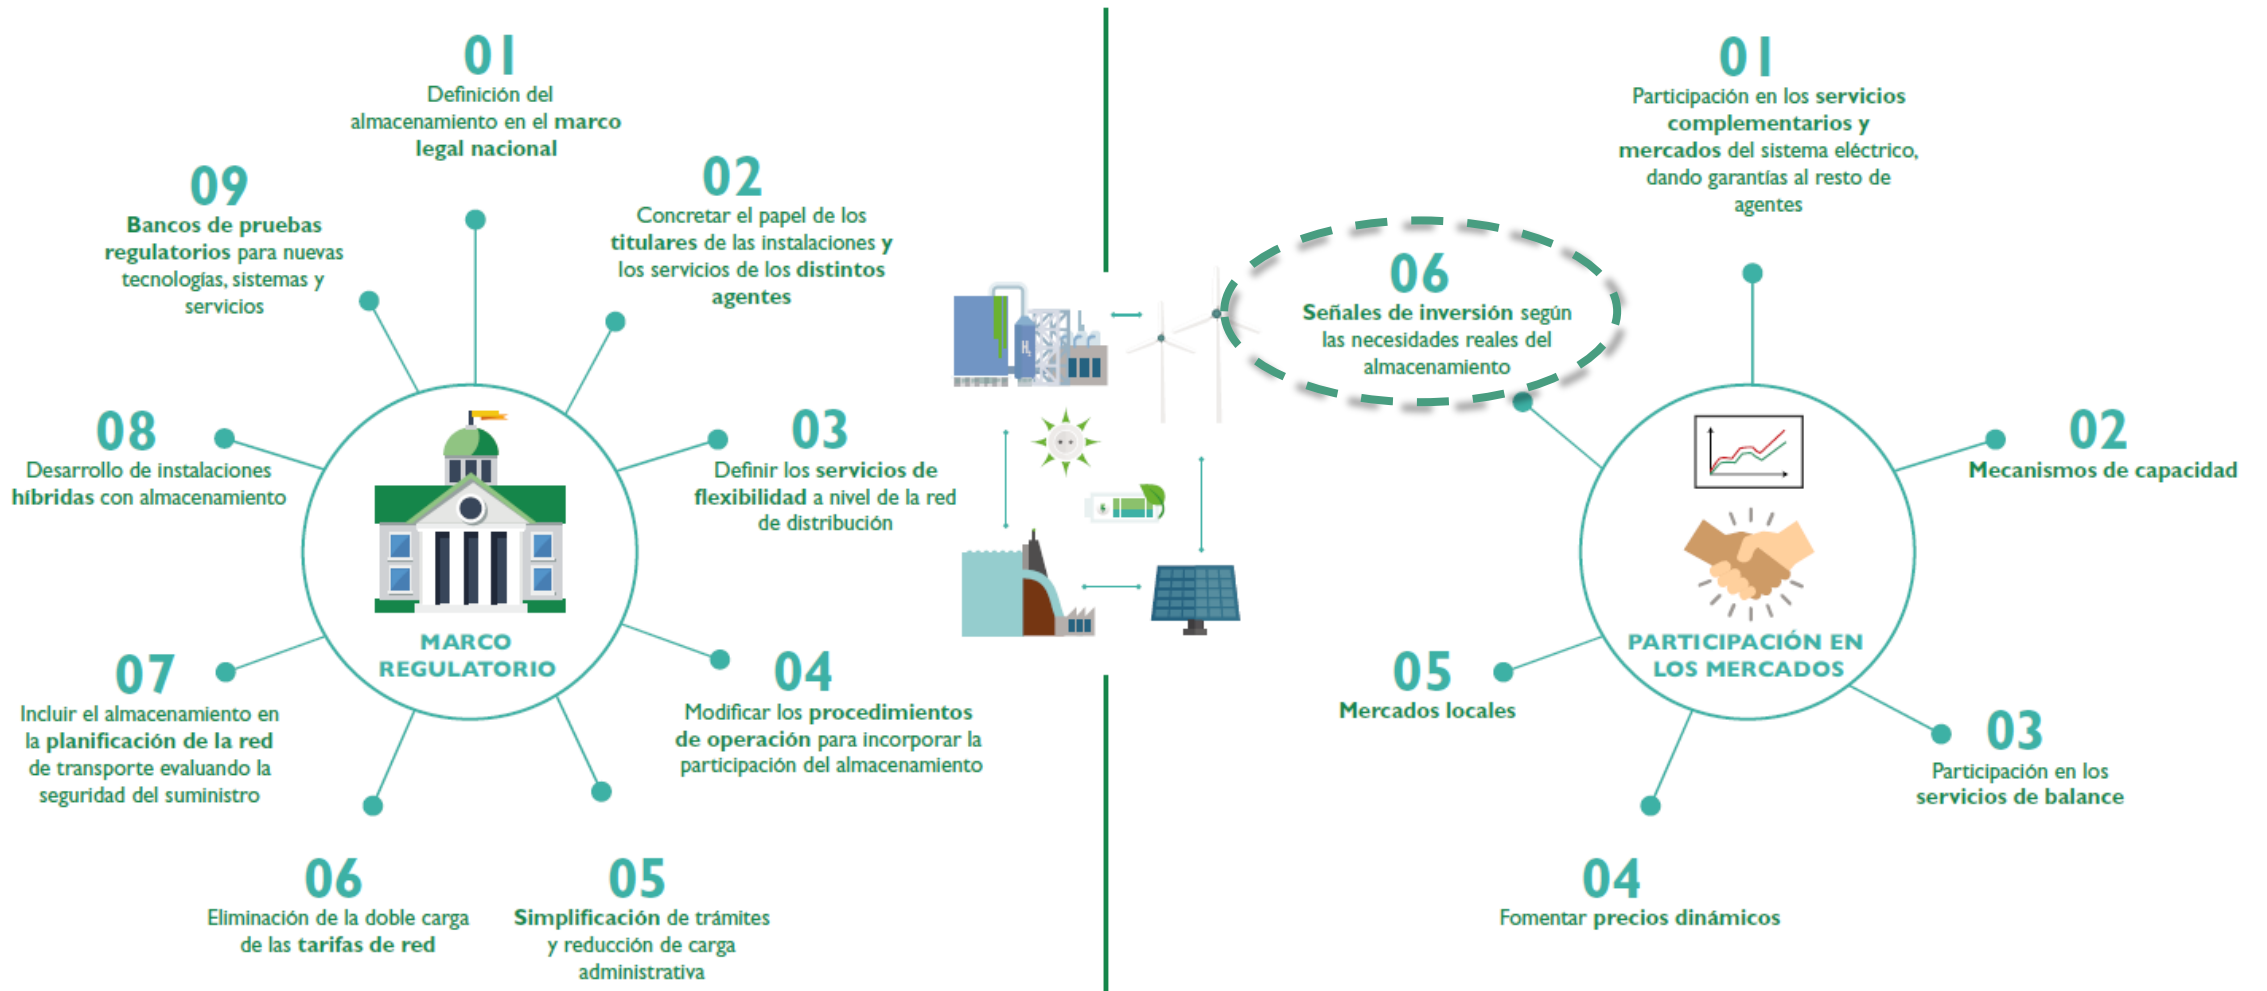 01
Definición del
almacenamiento en el marco
legal nacional
02
Concretar el papel de los
titulares de las instalaciones y
los servicios de los distintos
agentes
03
Definir los servicios de
flexibilidad a nivel de la red
de distribución
04
Modificar los procedimientos
de operación para incorporar la
participación del almacenamiento
05
Simplificación de trámites
y reducción de carga
administrativa
06
Eliminación de la doble carga
de las tarifas de red
07
Incluir el almacenamiento en
la planificación de la red
de transporte evaluando la
seguridad del suministro
08
Desarrollo de instalaciones
híbridas con almacenamiento
09
Bancos de pruebas
regulatorios para nuevas
tecnologías, sistemas y
servicios
MARCO
REGULATORIO
H₂
01
Participación en los servicios
complementarios y
mercados del sistema eléctrico,
dando garantías al resto de
agentes
02
Mecanismos de capacidad
03
Participación en los
servicios de balance
04
Fomentar precios dinámicos
05
Mercados locales
06
Señales de inversión según
las necesidades reales del
almacenamiento
PARTICIPACIÓN EN
LOS MERCADOS